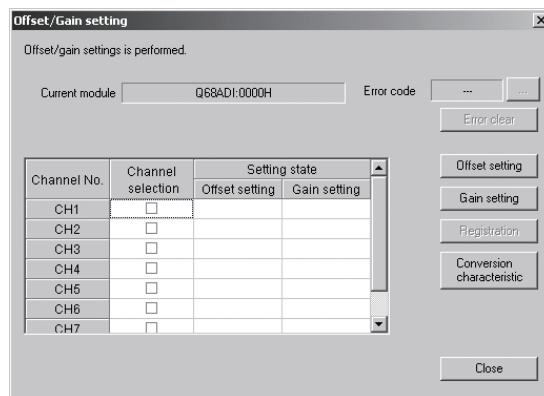 Offset/Gain setting
Offset/gain settings is performed.
Current module Q68ADI:0000H Error code --- ...
Error clear
Channel No. Channel selection Setting state
Offset setting Gain setting
CH1
CH2
CH3
CH4
CH5
CH6
CH7
Offset setting
Gain setting
Registration
Conversion
characteristic
Close